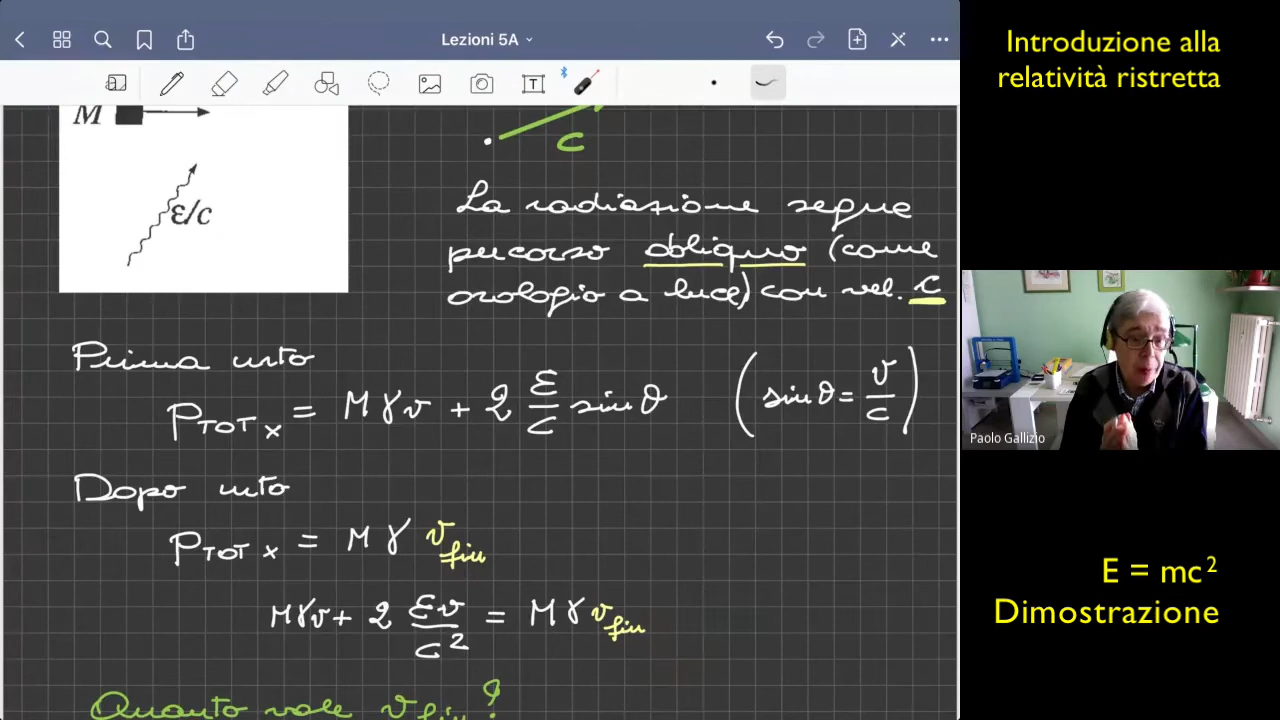 Lezioni 5A
T
M
ε/c
c
La radiazione segue
percorso obliquo (come
orologio a luce) con vel. c
Prima urto
pTOT x = Mγv + 2 ε/c sinθ (sinθ = v/c)
Dopo urto
pTOT x = Mγ vfin
Mγv + 2 εv/c² = Mγ vfin
Quanto vale vfin?
Introduzione alla
relatività ristretta
Paolo Gallizio
E = mc²
Dimostrazione